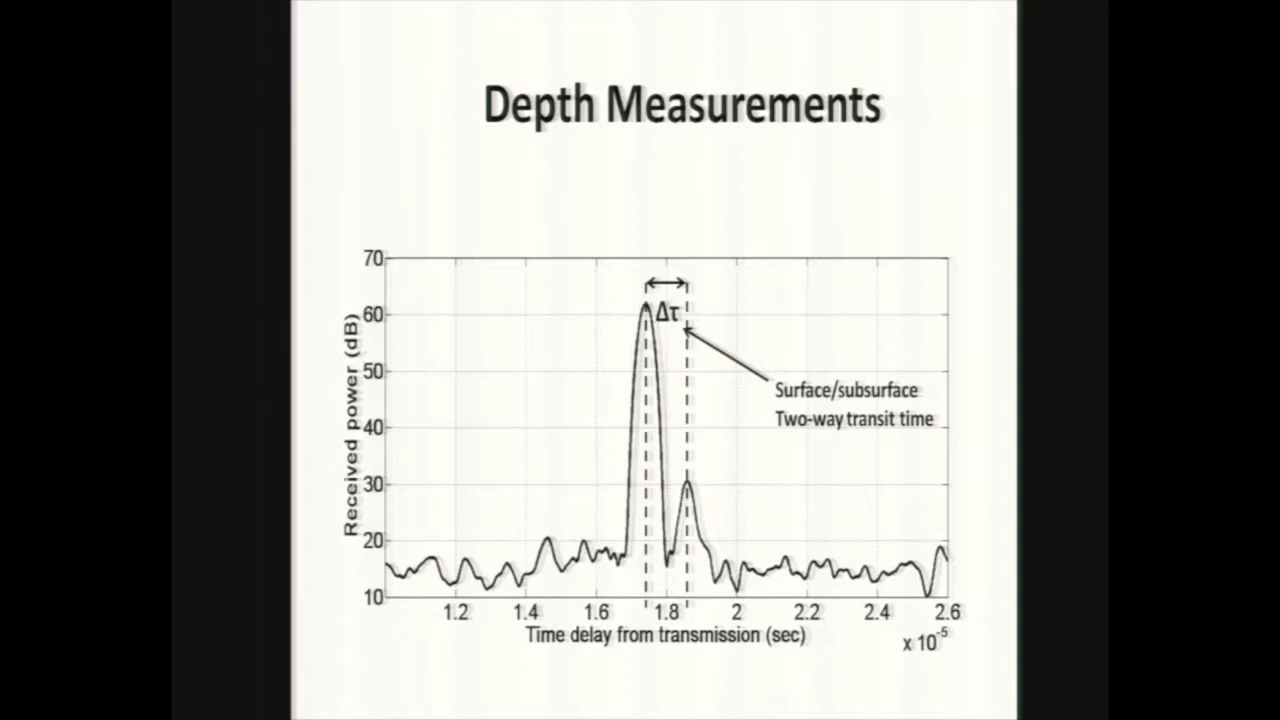 Depth Measurements
70
60
50
40
30
20
10
Received power (dB)
Δτ
Surface/subsurface
Two-way transit time
1.2 1.4 1.6 1.8 2 2.2 2.4 2.6
Time delay from transmission (sec)
x 10⁻⁵